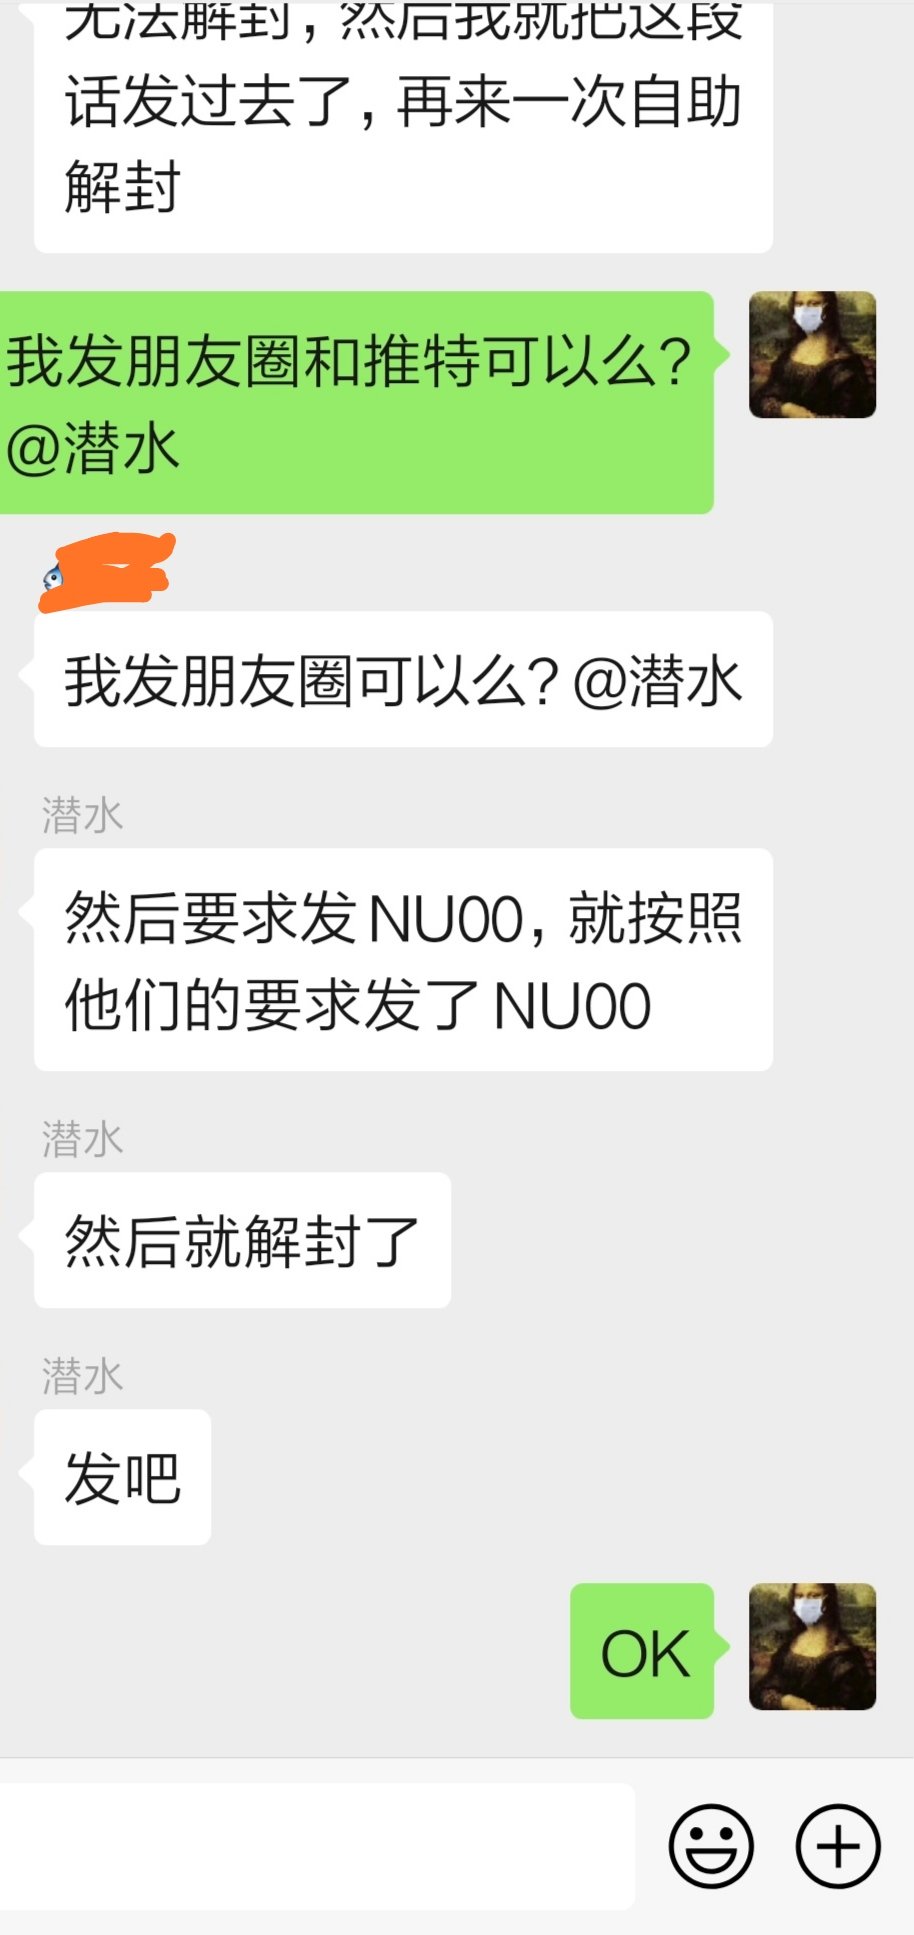 无法解封，然后我就把这段
话发过去了，再来一次自助
解封
我发朋友圈和推特可以么？
@潜水
我发朋友圈可以么？@潜水
潜水
然后要求发NU00，就按照
他们的要求发了NU00
潜水
然后就解封了
潜水
发吧
OK